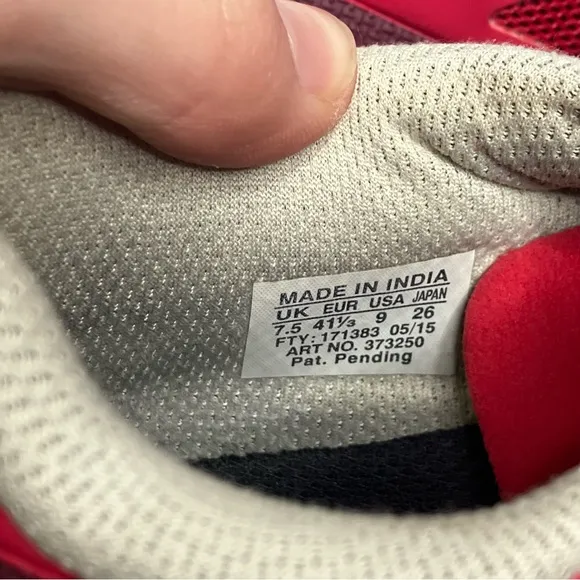 MADE IN INDIA
UK EUR USA JAPAN
7.5 41⅓ 9 26
FTY: 171383 05/15
ART NO. 373250
Pat. Pending